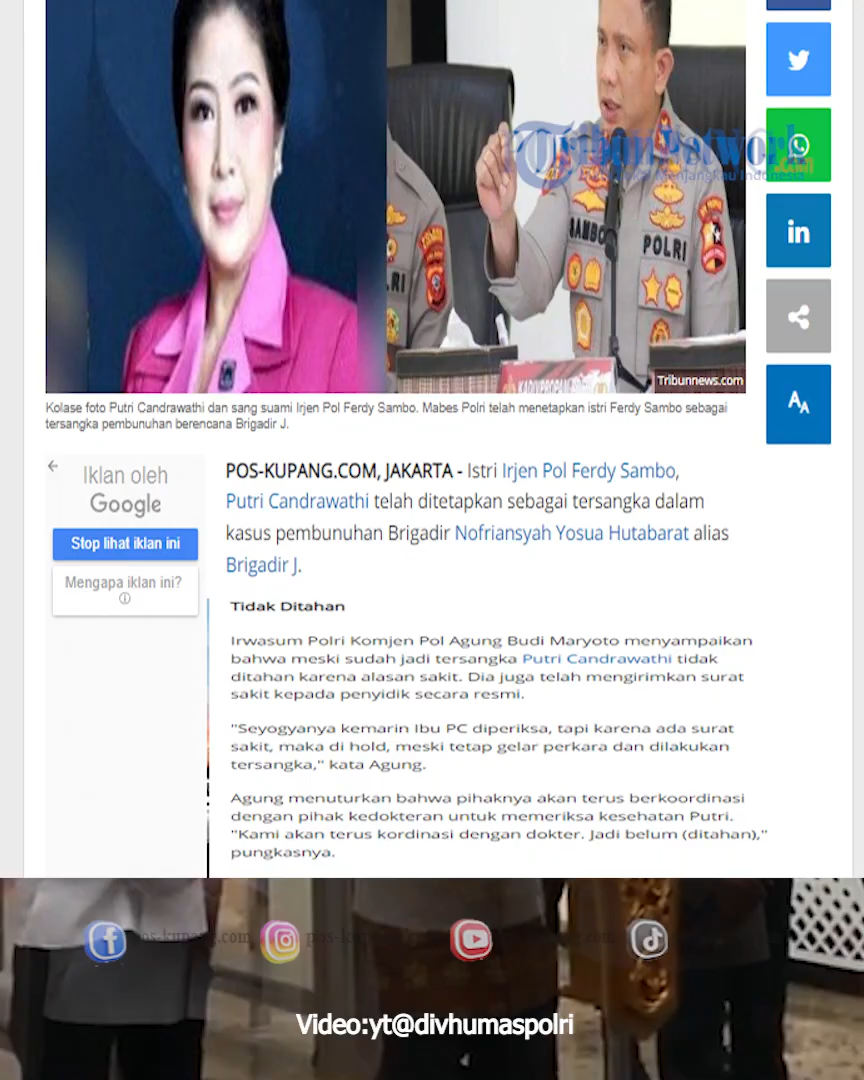 Tribun Network
SAMBO
POLRI
Tribunnews.com
Kolase foto Putri Candrawathi dan sang suami Irjen Pol Ferdy Sambo. Mabes Polri telah menetapkan istri Ferdy Sambo sebagai
tersangka pembunuhan berencana Brigadir J.
Iklan oleh
Google
Stop lihat iklan ini
Mengapa iklan ini?
POS-KUPANG.COM, JAKARTA - Istri Irjen Pol Ferdy Sambo,
Putri Candrawathi telah ditetapkan sebagai tersangka dalam
kasus pembunuhan Brigadir Nofriansyah Yosua Hutabarat alias
Brigadir J.
Tidak Ditahan
Irwasum Polri Komjen Pol Agung Budi Maryoto menyampaikan
bahwa meski sudah jadi tersangka Putri Candrawathi tidak
ditahan karena alasan sakit. Dia juga telah mengirimkan surat
sakit kepada penyidik secara resmi.
"Seyogyanya kemarin Ibu PC diperiksa, tapi karena ada surat
sakit, maka di hold, meski tetap gelar perkara dan dilakukan
tersangka," kata Agung.
Agung menuturkan bahwa pihaknya akan terus berkoordinasi
dengan pihak kedokteran untuk memeriksa kesehatan Putri.
"Kami akan terus kordinasi dengan dokter. Jadi belum (ditahan),"
pungkasnya.
pos-kupang.com
Video:yt@divhumaspolri